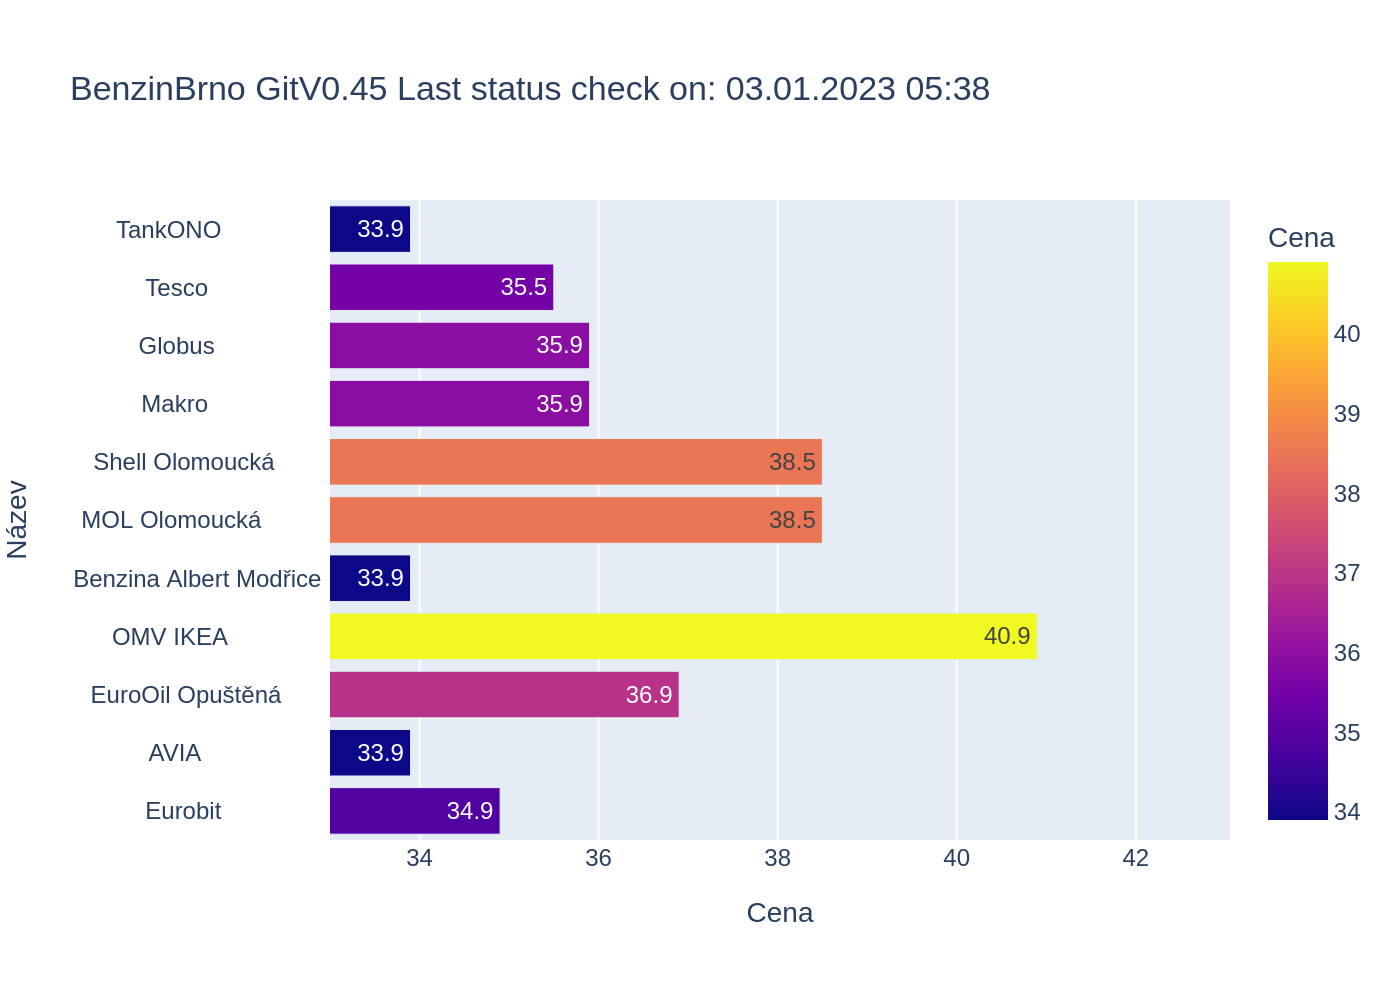 BenzinBrno GitV0.45 Last status check on: 03.01.2023 05:38
Název
TankONO 33.9
Tesco 35.5
Globus 35.9
Makro 35.9
Shell Olomoucká 38.5
MOL Olomoucká 38.5
Benzina Albert Modřice 33.9
OMV IKEA 40.9
EuroOil Opuštěná 36.9
AVIA 33.9
Eurobit 34.9
34 36 38 40 42
Cena
Cena
40
39
38
37
36
35
34